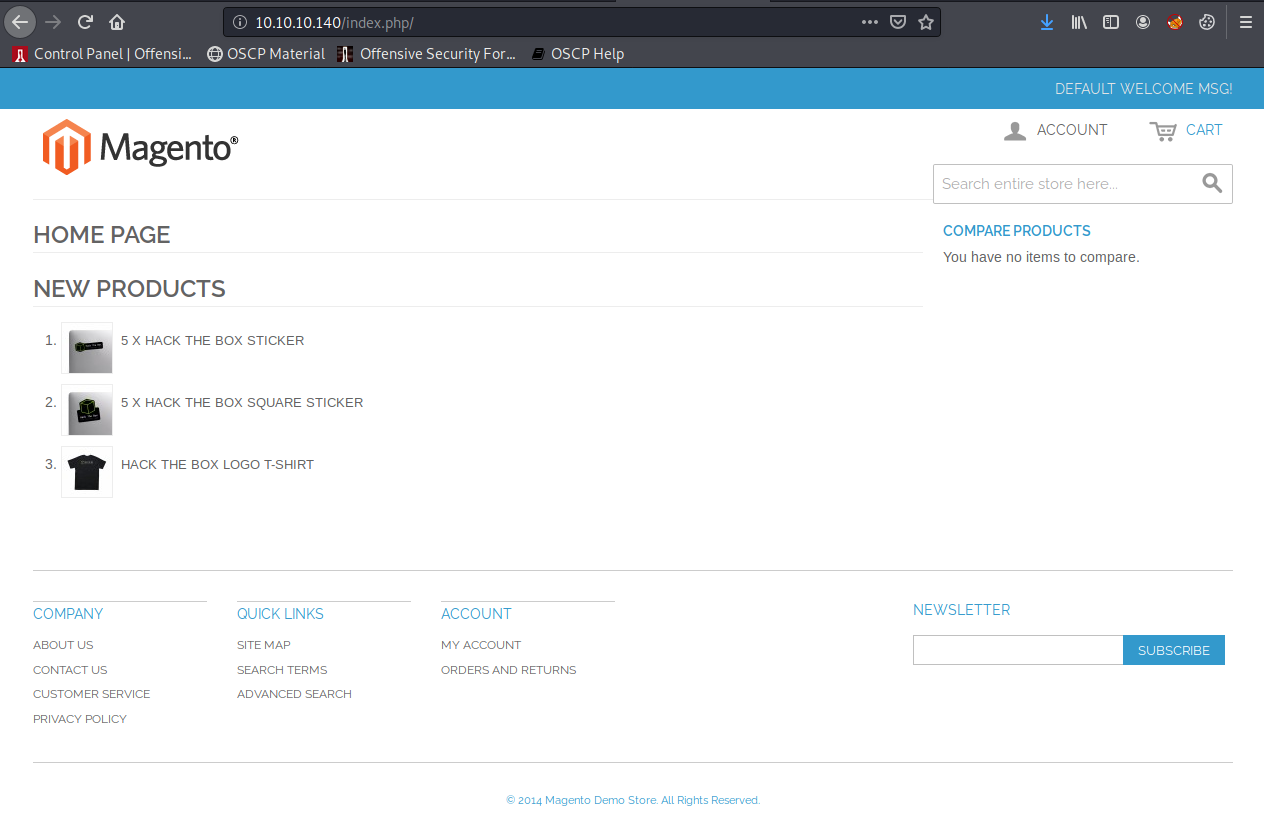 10.10.10.140/index.php/
Control Panel | Offensi... OSCP Material Offensive Security For... OSCP Help
DEFAULT WELCOME MSG!
Magento®
ACCOUNT CART
Search entire store here...
HOME PAGE
COMPARE PRODUCTS
You have no items to compare.
NEW PRODUCTS
1. 5 X HACK THE BOX STICKER
2. 5 X HACK THE BOX SQUARE STICKER
3. HACK THE BOX LOGO T-SHIRT
COMPANY
ABOUT US
CONTACT US
CUSTOMER SERVICE
PRIVACY POLICY
QUICK LINKS
SITE MAP
SEARCH TERMS
ADVANCED SEARCH
ACCOUNT
MY ACCOUNT
ORDERS AND RETURNS
NEWSLETTER
SUBSCRIBE
© 2014 Magento Demo Store. All Rights Reserved.